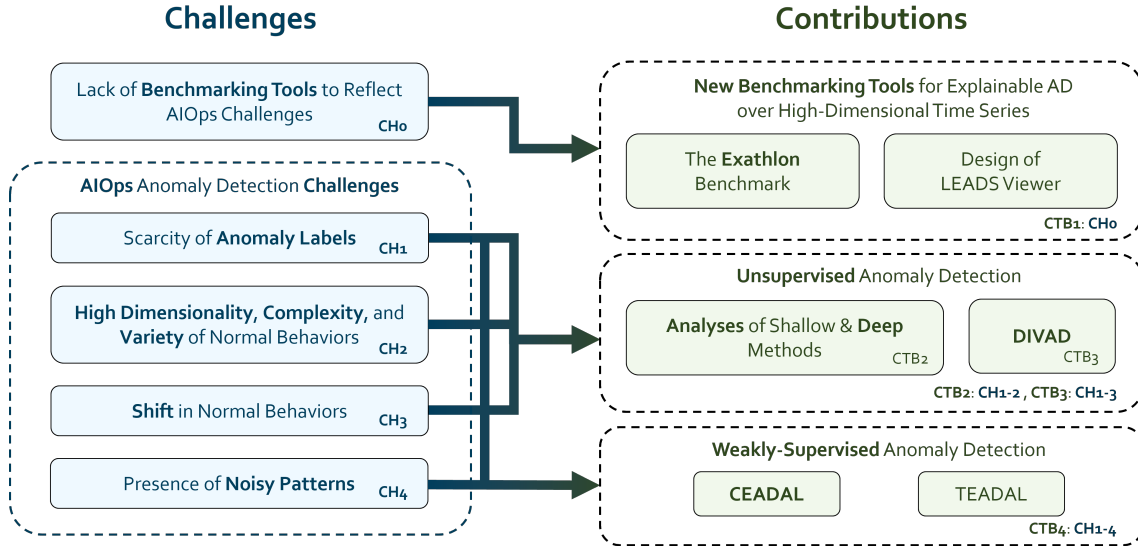 Challenges
Lack of Benchmarking Tools to Reflect
AIOps Challenges
CH0
AIOps Anomaly Detection Challenges
Scarcity of Anomaly Labels
CH1
High Dimensionality, Complexity, and
Variety of Normal Behaviors
CH2
Shift in Normal Behaviors
CH3
Presence of Noisy Patterns
CH4
Contributions
New Benchmarking Tools for Explainable AD
over High-Dimensional Time Series
The Exathlon
Benchmark
Design of
LEADS Viewer
CTB1: CH0
Unsupervised Anomaly Detection
Analyses of Shallow & Deep
Methods
CTB2
DIVAD
CTB3
CTB2: CH1-2 , CTB3: CH1-3
Weakly-Supervised Anomaly Detection
CEADAL
TEADAL
CTB4: CH1-4